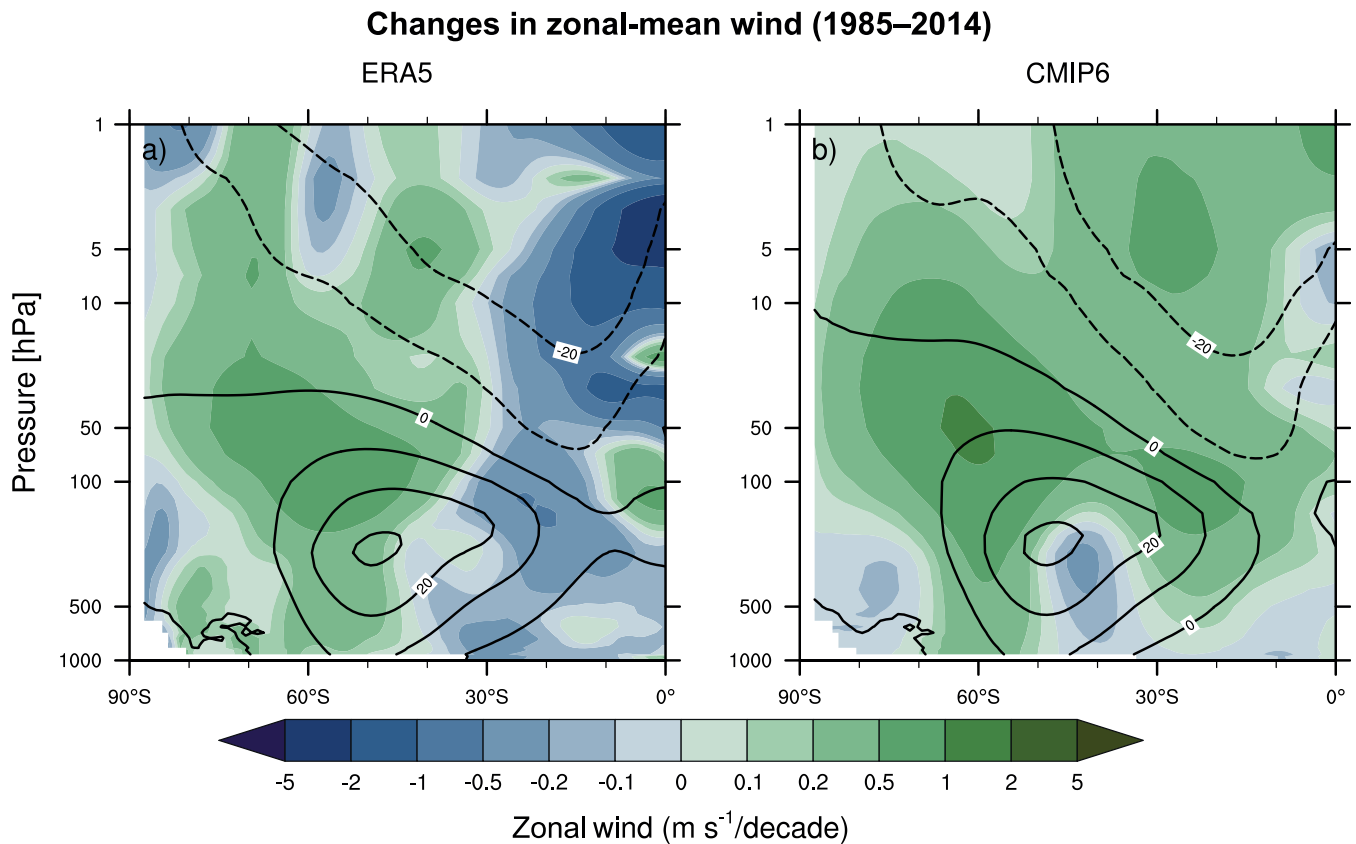 Changes in zonal-mean wind (1985–2014)
ERA5
CMIP6
a)
b)
Pressure [hPa]
1
5
10
50
100
500
1000
-20
0
20
90°S
60°S
30°S
0°
1
5
10
50
100
500
1000
-20
0
20
0
90°S
60°S
30°S
0°
-5 -2 -1 -0.5 -0.2 -0.1 0 0.1 0.2 0.5 1 2 5
Zonal wind (m s⁻¹/decade)